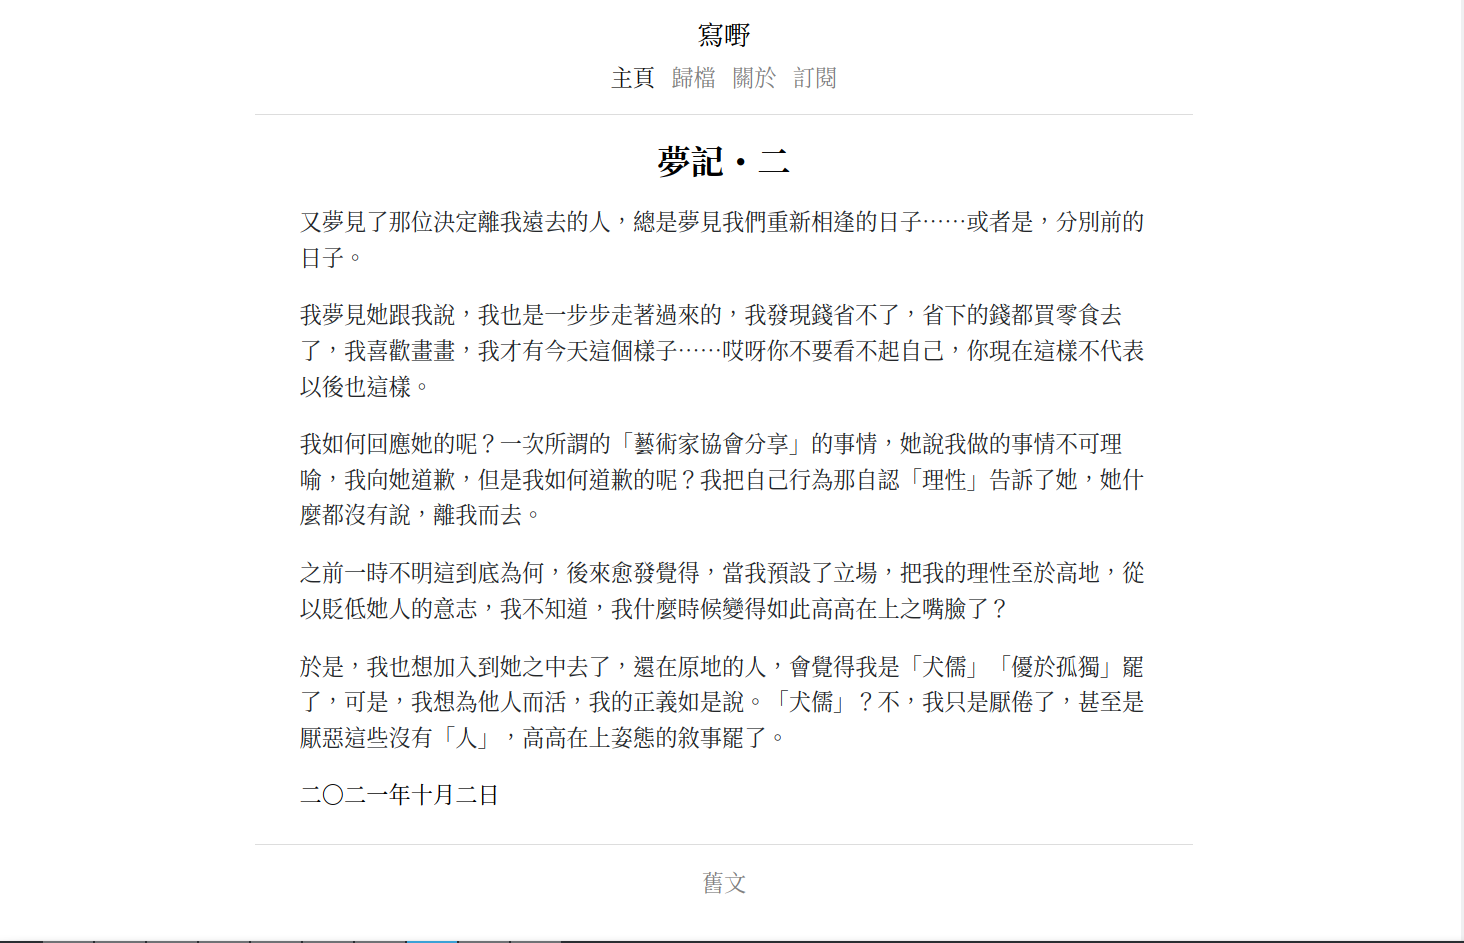 寫嘢
主頁 歸檔 關於 訂閱
夢記・二
又夢見了那位決定離我遠去的人，總是夢見我們重新相逢的日子⋯⋯或者是，分別前的
日子。
我夢見她跟我說，我也是一步步走著過來的，我發現錢省不了，省下的錢都買零食去
了，我喜歡畫畫，我才有今天這個樣子⋯⋯哎呀你不要看不起自己，你現在這樣不代表
以後也這樣。
我如何回應她的呢？一次所謂的「藝術家協會分享」的事情，她說我做的事情不可理
喻，我向她道歉，但是我如何道歉的呢？我把自己行為那自認「理性」告訴了她，她什
麼都沒有說，離我而去。
之前一時不明這到底為何，後來愈發覺得，當我預設了立場，把我的理性至於高地，從
以貶低她人的意志，我不知道，我什麼時候變得如此高高在上之嘴臉了？
於是，我也想加入到她之中去了，還在原地的人，會覺得我是「犬儒」「優於孤獨」罷
了，可是，我想為他人而活，我的正義如是說。「犬儒」？不，我只是厭倦了，甚至是
厭惡這些沒有「人」，高高在上姿態的敘事罷了。
二〇二一年十月二日
舊文